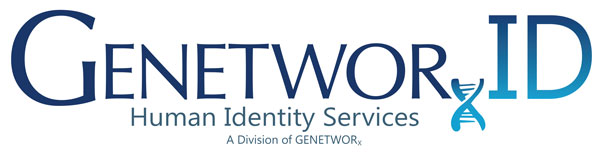 GENETWORxID
Human Identity Services
A Division of GENETWORx